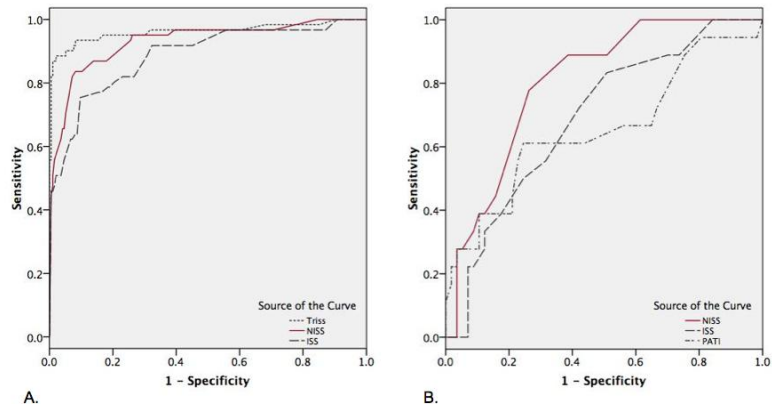 1.0
0.8
0.6
0.4
0.2
0.0
Sensitivity
0.0 0.2 0.4 0.6 0.8 1.0
1 – Specificity
Source of the Curve
Triss
NISS
ISS
A.
1.0
0.8
0.6
0.4
0.2
0.0
Sensitivity
0.0 0.2 0.4 0.6 0.8 1.0
1 – Specificity
Source of the Curve
NISS
ISS
PATI
B.